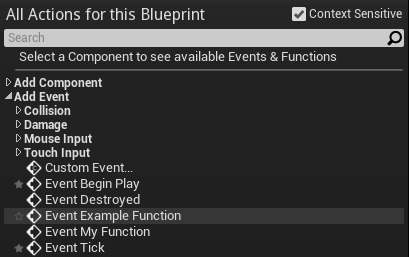 All Actions for this Blueprint Context Sensitive
Search
Select a Component to see available Events & Functions
Add Component
Add Event
Collision
Damage
Mouse Input
Touch Input
Custom Event...
Event Begin Play
Event Destroyed
Event Example Function
Event My Function
Event Tick